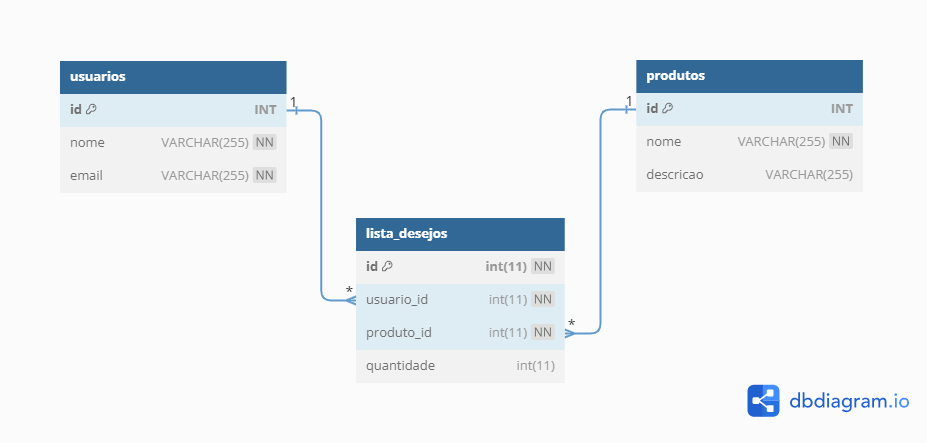 usuarios
id INT
nome VARCHAR(255) NN
email VARCHAR(255) NN
1
produtos
id INT
nome VARCHAR(255) NN
descricao VARCHAR(255)
1
lista_desejos
id int(11) NN
usuario_id int(11) NN
produto_id int(11) NN
quantidade int(11)
*
*
dbdiagram.io